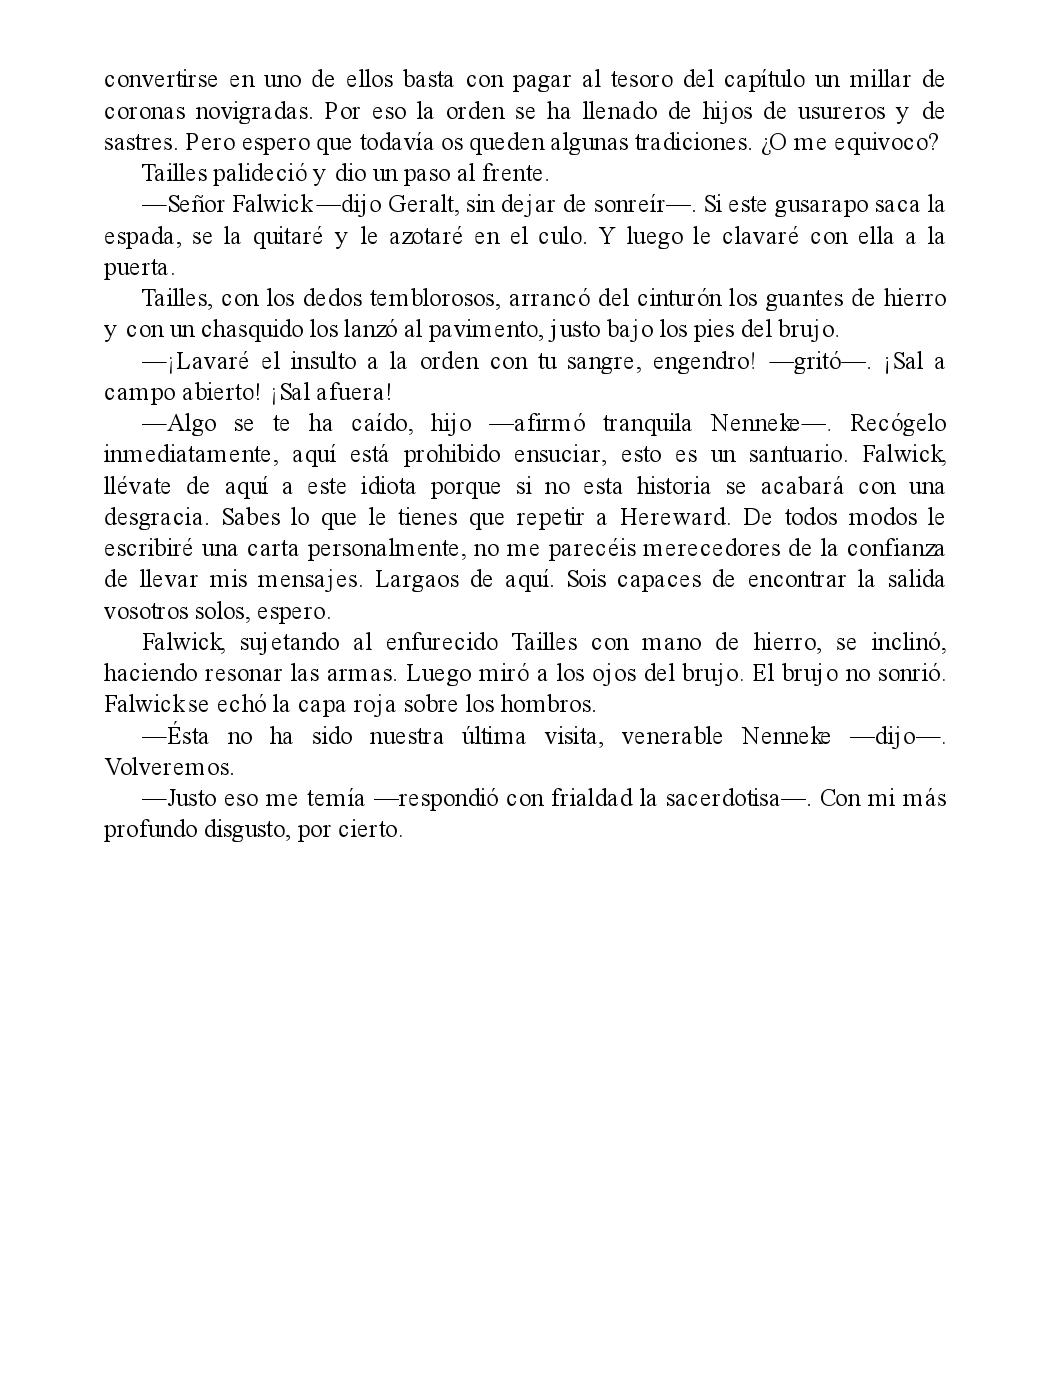 convertirse en uno de ellos basta con pagar al tesoro del capítulo un millar de
coronas novigradas. Por eso la orden se ha llenado de hijos de usureros y de
sastres. Pero espero que todavía os queden algunas tradiciones. ¿O me equivoco?
Tailles palideció y dio un paso al frente.
—Señor Falwick —dijo Geralt, sin dejar de sonreír—. Si este gusarapo saca la
espada, se la quitaré y le azotaré en el culo. Y luego le clavaré con ella a la
puerta.
Tailles, con los dedos temblorosos, arrancó del cinturón los guantes de hierro
y con un chasquido los lanzó al pavimento, justo bajo los pies del brujo.
—¡Lavaré el insulto a la orden con tu sangre, engendro! —gritó—. ¡Sal a
campo abierto! ¡Sal afuera!
—Algo se te ha caído, hijo —afirmó tranquila Nenneke—. Recógelo
inmediatamente, aquí está prohibido ensuciar, esto es un santuario. Falwick,
llévate de aquí a este idiota porque si no esta historia se acabará con una
desgracia. Sabes lo que le tienes que repetir a Hereward. De todos modos le
escribiré una carta personalmente, no me parecéis merecedores de la confianza
de llevar mis mensajes. Largaos de aquí. Sois capaces de encontrar la salida
vosotros solos, espero.
Falwick, sujetando al enfurecido Tailles con mano de hierro, se inclinó,
haciendo resonar las armas. Luego miró a los ojos del brujo. El brujo no sonrió.
Falwick se echó la capa roja sobre los hombros.
—Ésta no ha sido nuestra última visita, venerable Nenneke —dijo—.
Volveremos.
—Justo eso me temía —respondió con frialdad la sacerdotisa—. Con mi más
profundo disgusto, por cierto.